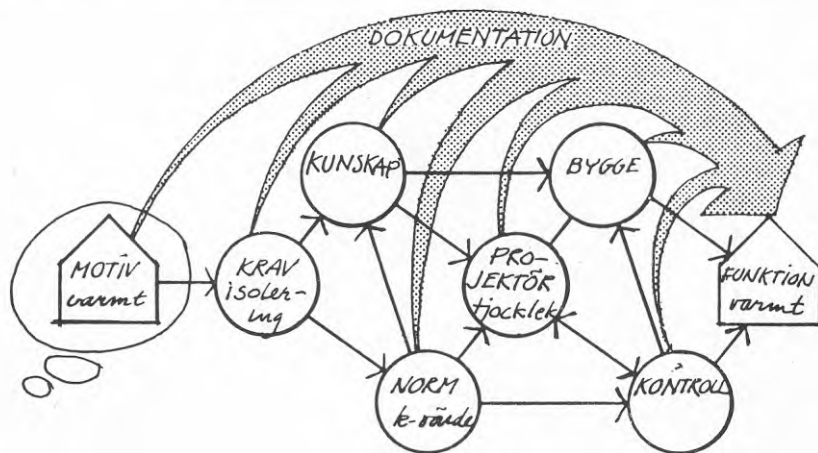 DOKUMENTATION
KUNSKAP
BYGGE
MOTIV
varmt
KRAV
isoler-
ing
PRO-
JEKTÖR
tjocklek
FUNKTION
varmt
NORM
k-värde
KONTROLL